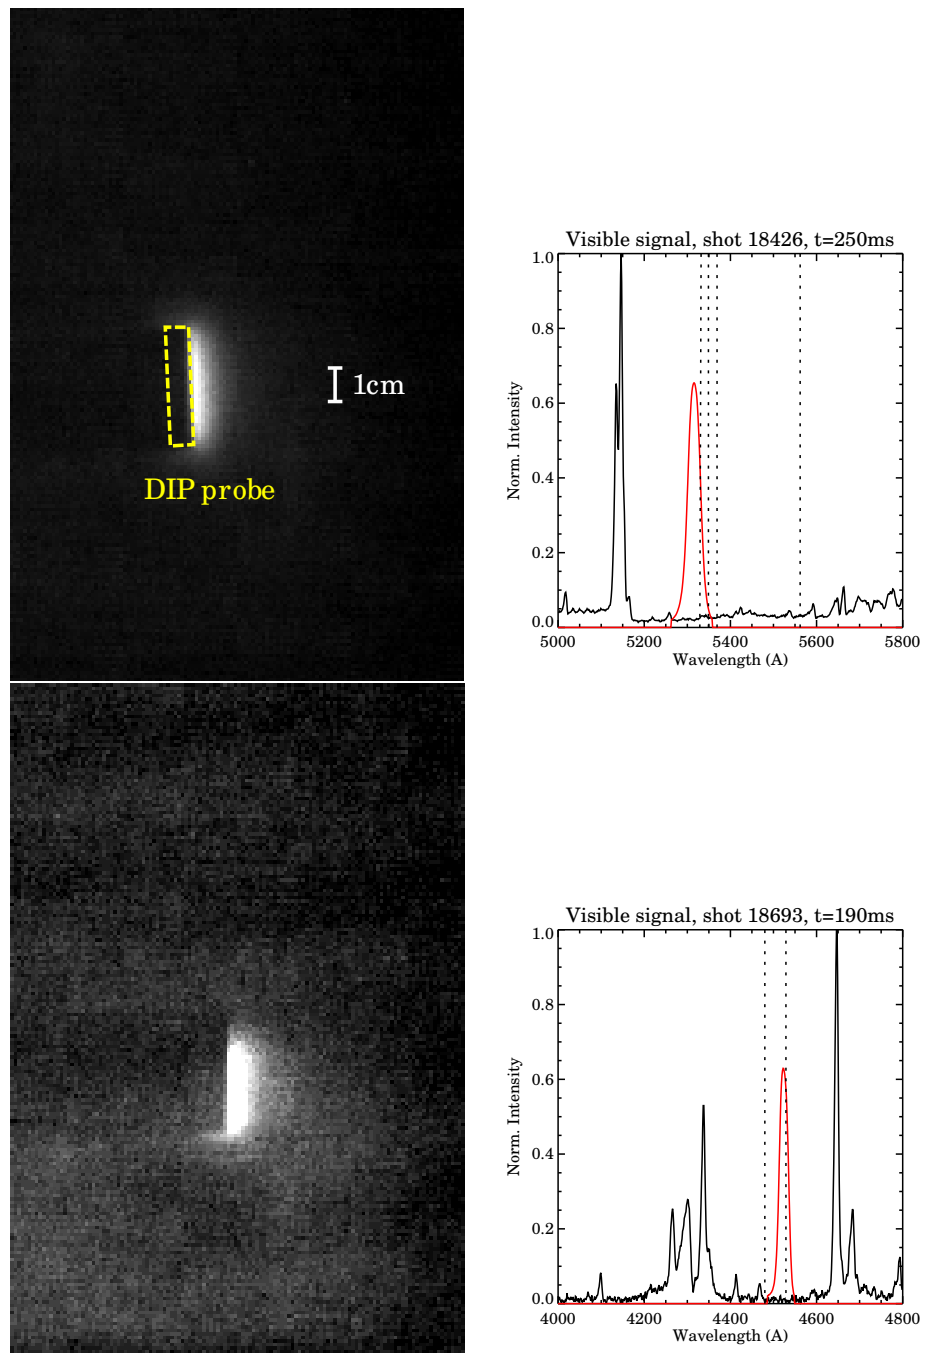 1cm
DIP probe
Visible signal, shot 18426, t=250ms
1.0
0.8
0.6
0.4
0.2
0.0
Norm. Intensity
5000 5200 5400 5600 5800
Wavelength (A)
Visible signal, shot 18693, t=190ms
1.0
0.8
0.6
0.4
0.2
0.0
Norm. Intensity
4000 4200 4400 4600 4800
Wavelength (A)